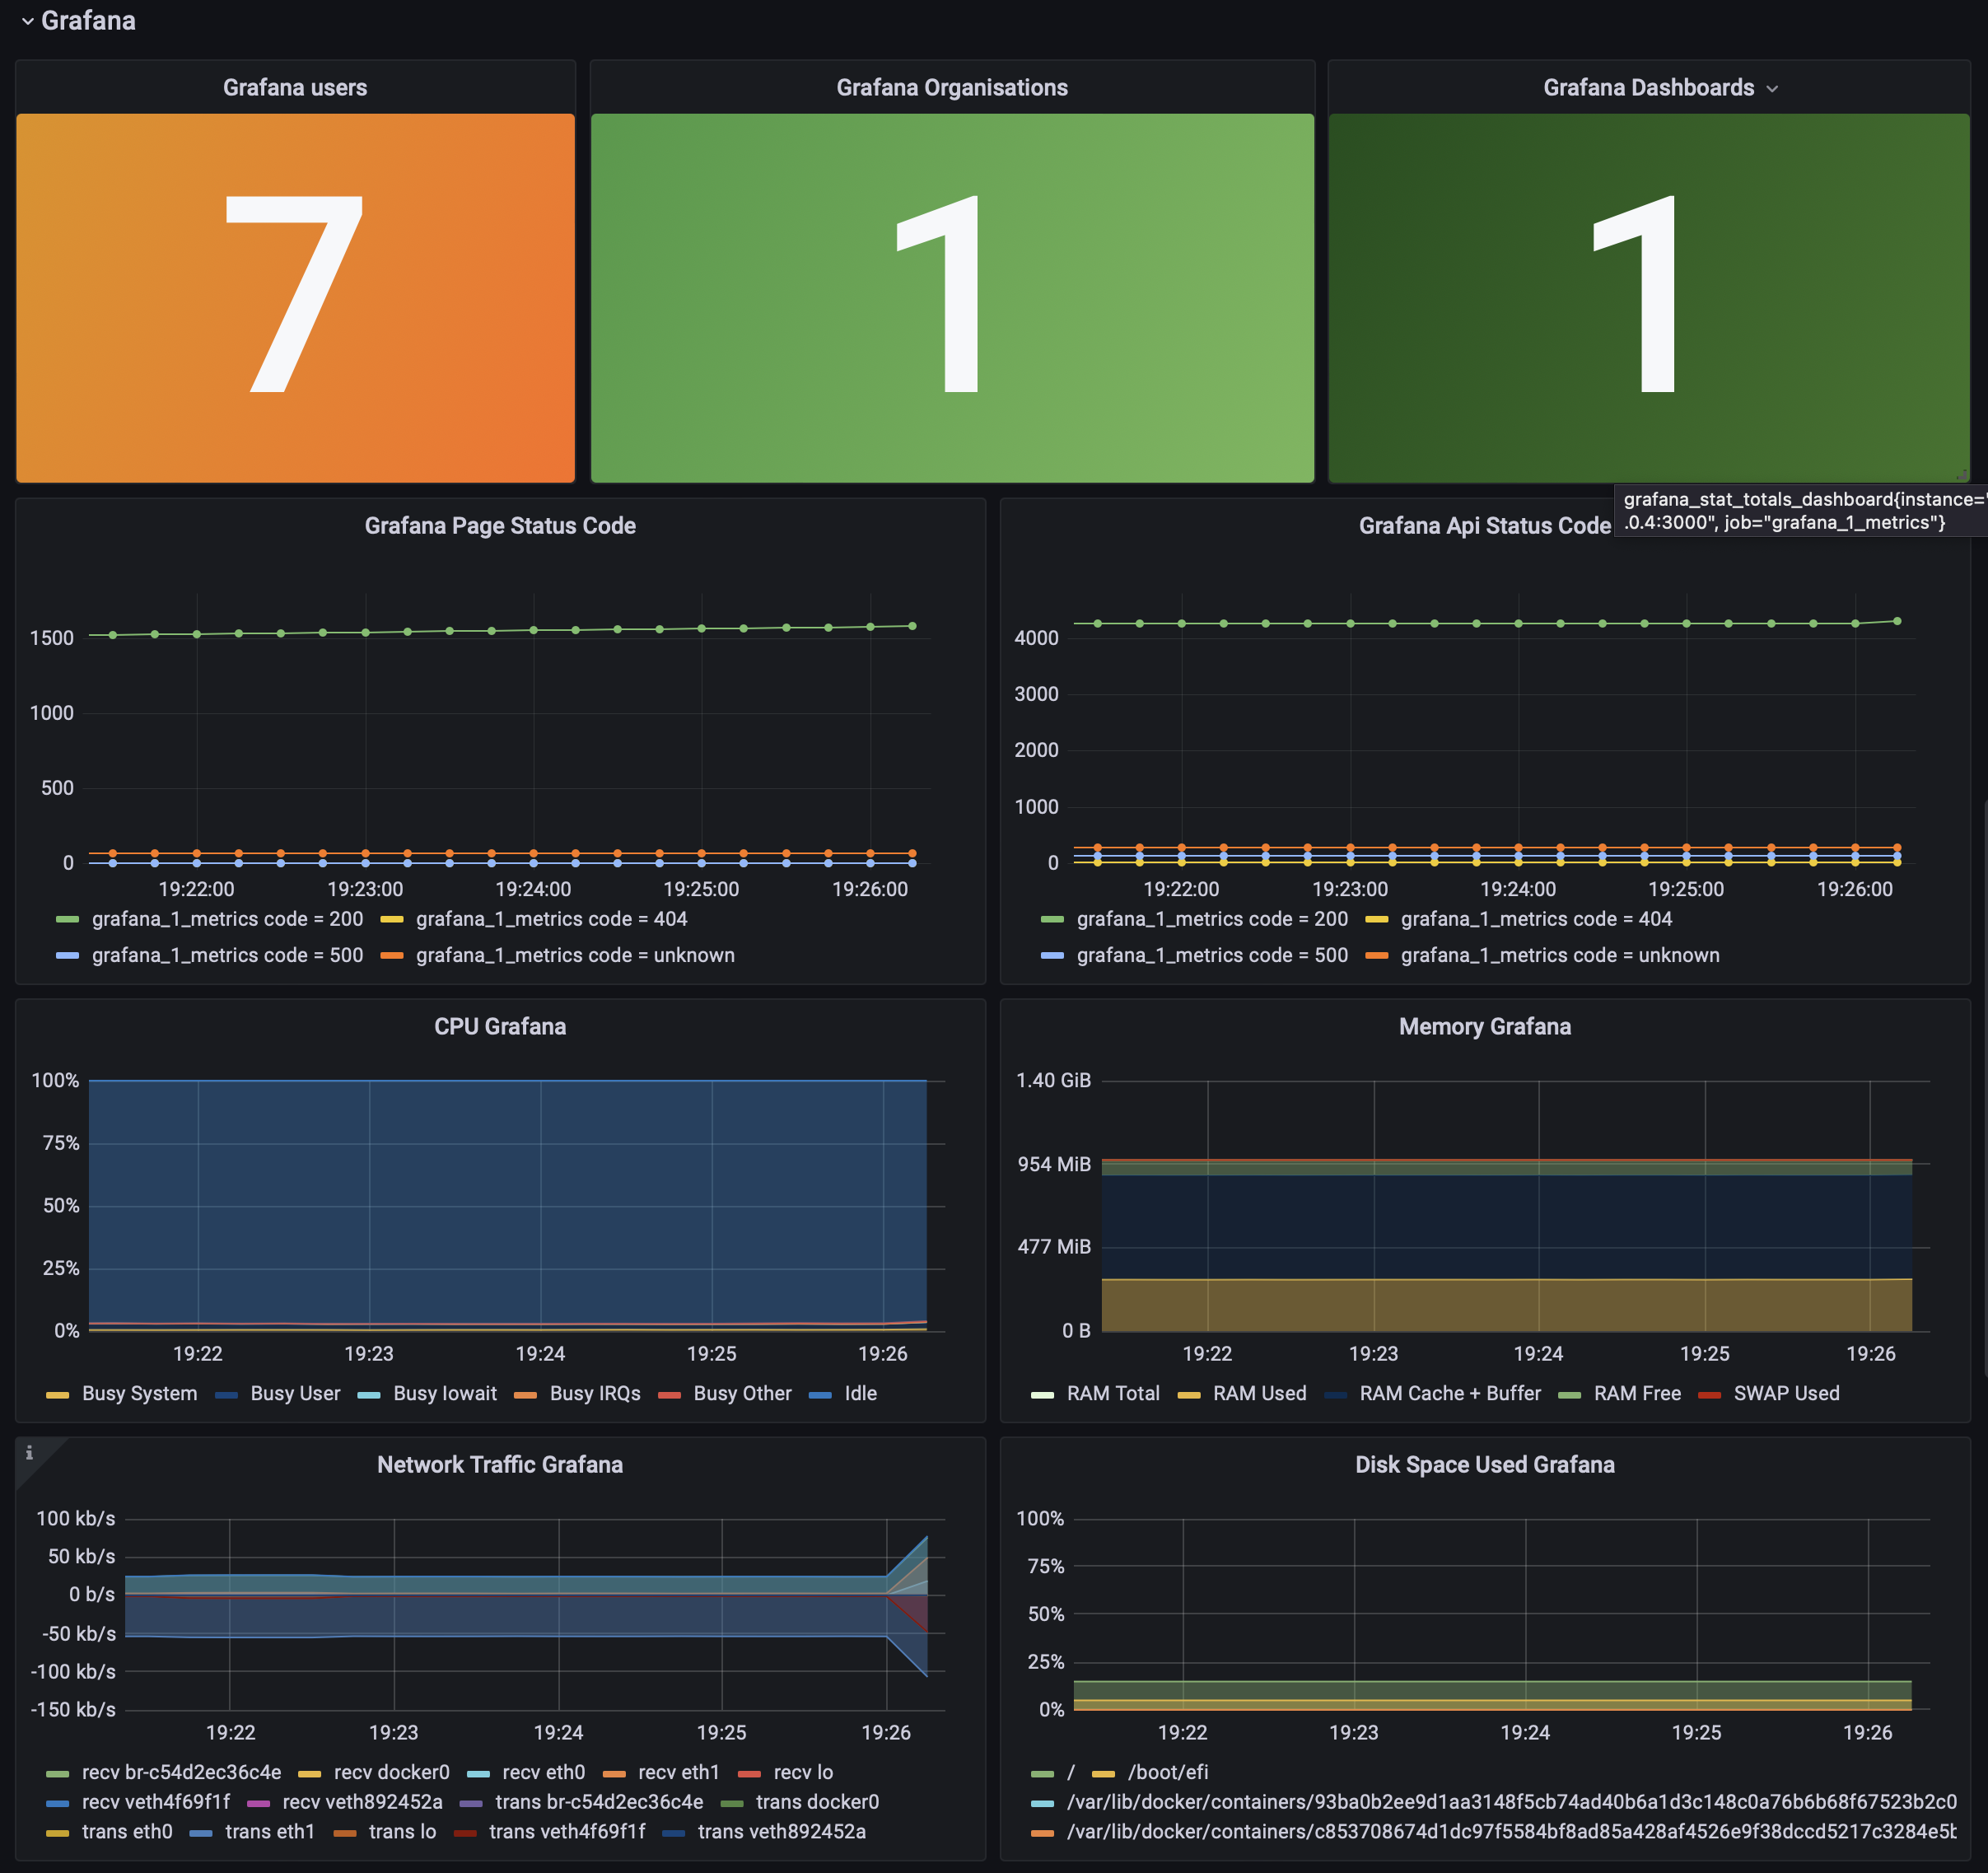 Grafana
Grafana users
Grafana Organisations
Grafana Dashboards
7
1
1
grafana_stat_totals_dashboard{instance="
.0.4:3000", job="grafana_1_metrics"}
Grafana Page Status Code
1500
1000
500
0
19:22:00 19:23:00 19:24:00 19:25:00 19:26:00
grafana_1_metrics code = 200 grafana_1_metrics code = 404
grafana_1_metrics code = 500 grafana_1_metrics code = unknown
Grafana Api Status Code
4000
3000
2000
1000
0
19:22:00 19:23:00 19:24:00 19:25:00 19:26:00
grafana_1_metrics code = 200 grafana_1_metrics code = 404
grafana_1_metrics code = 500 grafana_1_metrics code = unknown
CPU Grafana
100%
75%
50%
25%
0%
19:22 19:23 19:24 19:25 19:26
Busy System Busy User Busy Iowait Busy IRQs Busy Other Idle
Memory Grafana
1.40 GiB
954 MiB
477 MiB
0 B
19:22 19:23 19:24 19:25 19:26
RAM Total RAM Used RAM Cache + Buffer RAM Free SWAP Used
Network Traffic Grafana
100 kb/s
50 kb/s
0 b/s
-50 kb/s
-100 kb/s
-150 kb/s
19:22 19:23 19:24 19:25 19:26
recv br-c54d2ec36c4e recv docker0 recv eth0 recv eth1 recv lo
recv veth4f69f1f recv veth892452a trans br-c54d2ec36c4e trans docker0
trans eth0 trans eth1 trans lo trans veth4f69f1f trans veth892452a
Disk Space Used Grafana
100%
75%
50%
25%
0%
19:22 19:23 19:24 19:25 19:26
/ /boot/efi
/var/lib/docker/containers/93ba0b2ee9d1aa3148f5cb74ad40b6a1d3c148c0a76b6b68f67523b2c0
/var/lib/docker/containers/c853708674d1dc97f5584bf8ad85a428af4526e9f38dccd5217c3284e5b